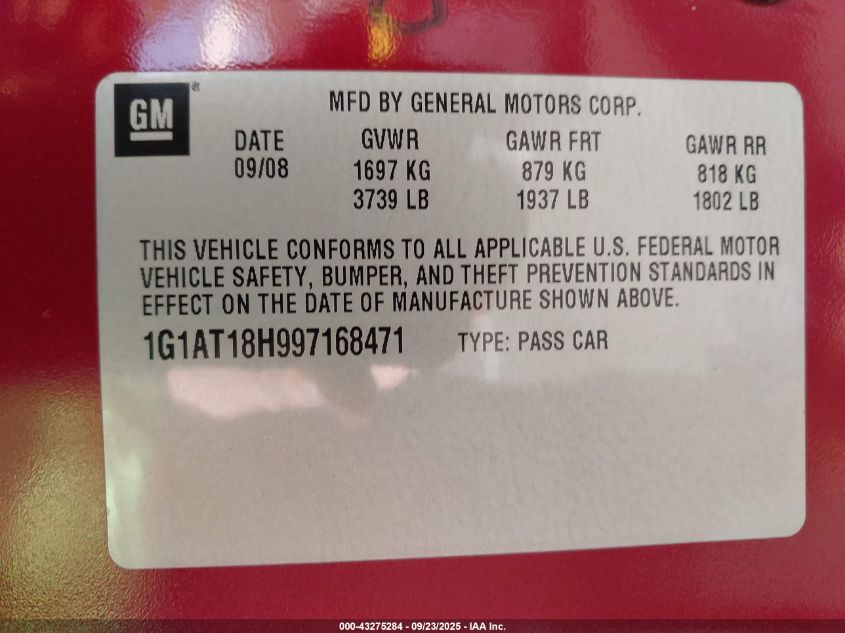 GM
®
MFD BY GENERAL MOTORS CORP.
DATE GVWR GAWR FRT GAWR RR
09/08 1697 KG 879 KG 818 KG
3739 LB 1937 LB 1802 LB
THIS VEHICLE CONFORMS TO ALL APPLICABLE U.S. FEDERAL MOTOR
VEHICLE SAFETY, BUMPER, AND THEFT PREVENTION STANDARDS IN
EFFECT ON THE DATE OF MANUFACTURE SHOWN ABOVE.
1G1AT18H997168471 TYPE: PASS CAR
000-43275284 - 09/23/2025 - IAA Inc.